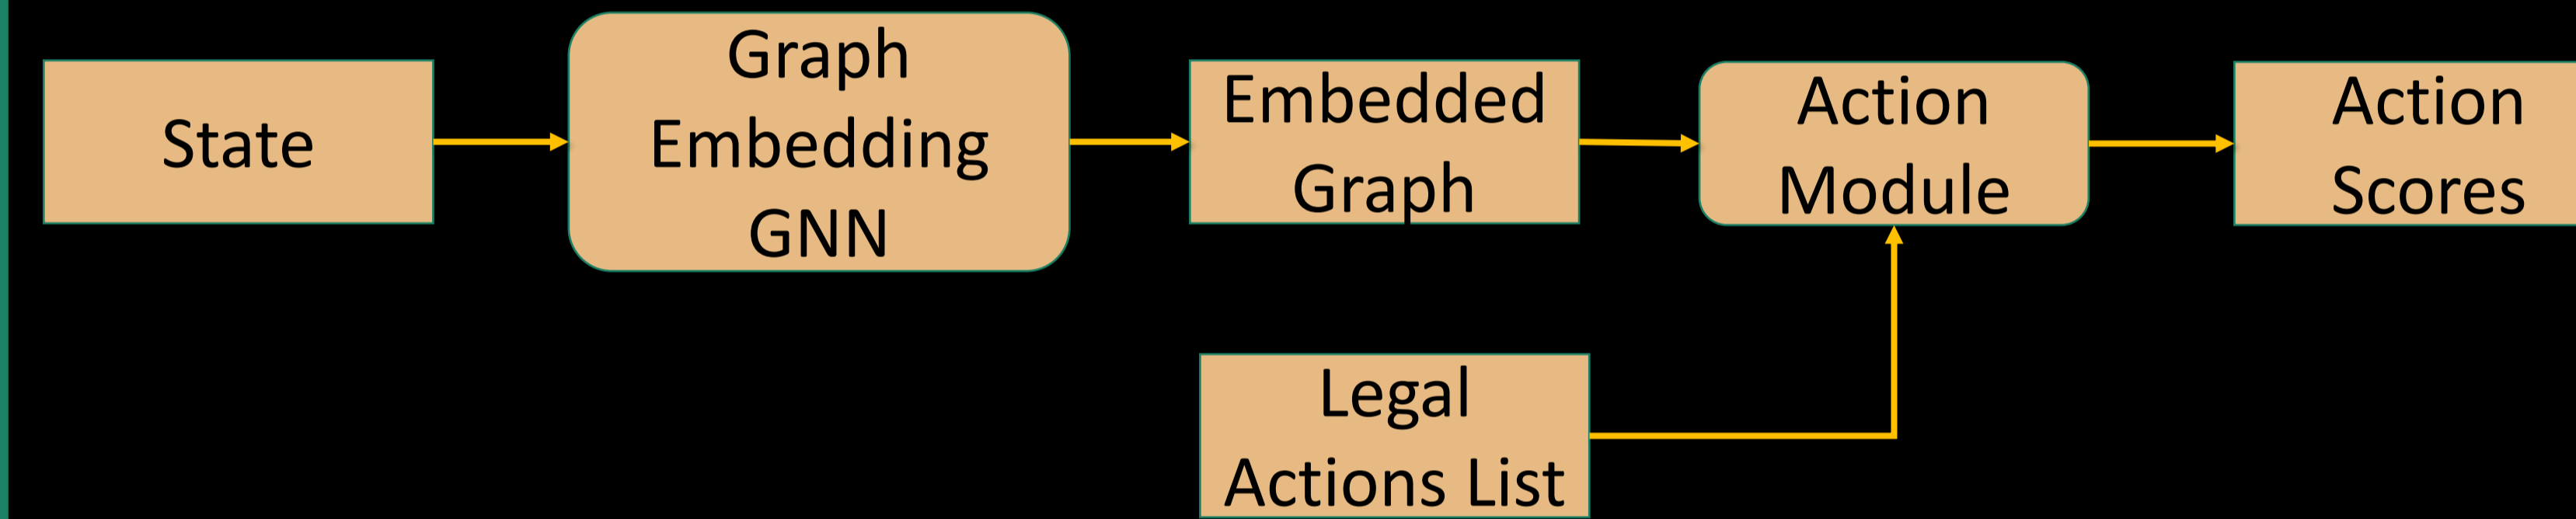 State
Graph
Embedding
GNN
Embedded
Graph
Action
Module
Action
Scores
Legal
Actions List